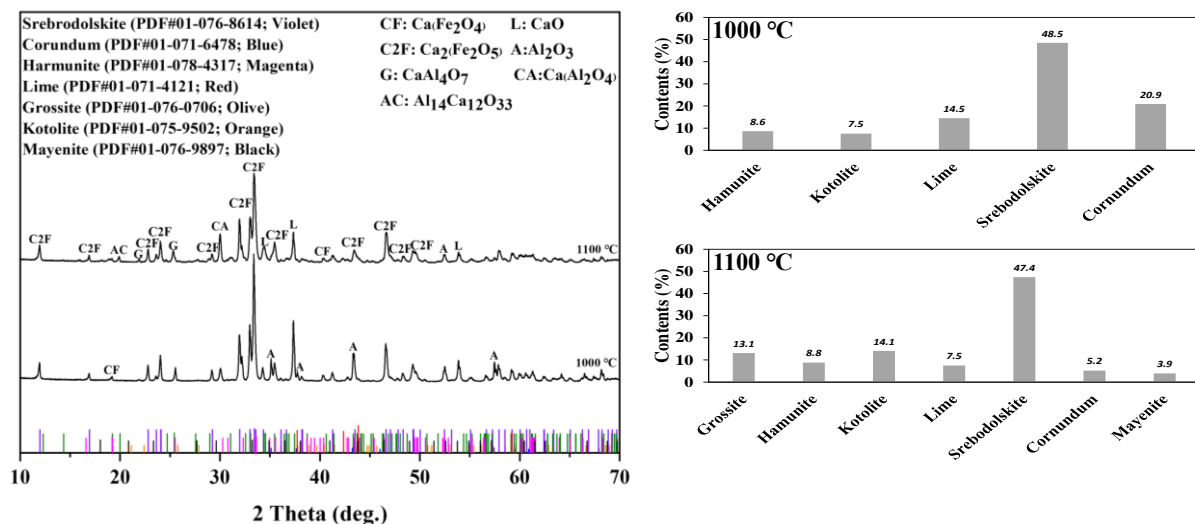 Srebrodolskite (PDF#01-076-8614; Violet)
Corundum (PDF#01-071-6478; Blue)
Harmunite (PDF#01-078-4317; Magenta)
Lime (PDF#01-071-4121; Red)
Grossite (PDF#01-076-0706; Olive)
Kotolite (PDF#01-075-9502; Orange)
Mayenite (PDF#01-076-9897; Black)
CF: Ca(Fe2O4) L: CaO
C2F: Ca2(Fe2O5) A:Al2O3
G: CaAl4O7 CA:Ca(Al2O4)
AC: Al14Ca12O33
C2F
C2F
C2F
C2F
AC
G
C2F
C2F
G
C2F
CA
C2F
L
C2F
L
CF
C2F
C2F
C2F
C2F
A
L
1100 °C
CF
A
A
A
A
1000 °C
10 20 30 40 50 60 70
2 Theta (deg.)
1000 °C
Contents (%)
60
50
40
30
20
10
0
8.6 7.5 14.5 48.5 20.9
Hamunite
Kotolite
Lime
Srebodolskite
Cornundum
1100 °C
Contents (%)
60
50
40
30
20
10
0
13.1 8.8 14.1 7.5 47.4 5.2 3.9
Grossite
Hamunite
Kotolite
Lime
Srebodolskite
Cornundum
Mayenite